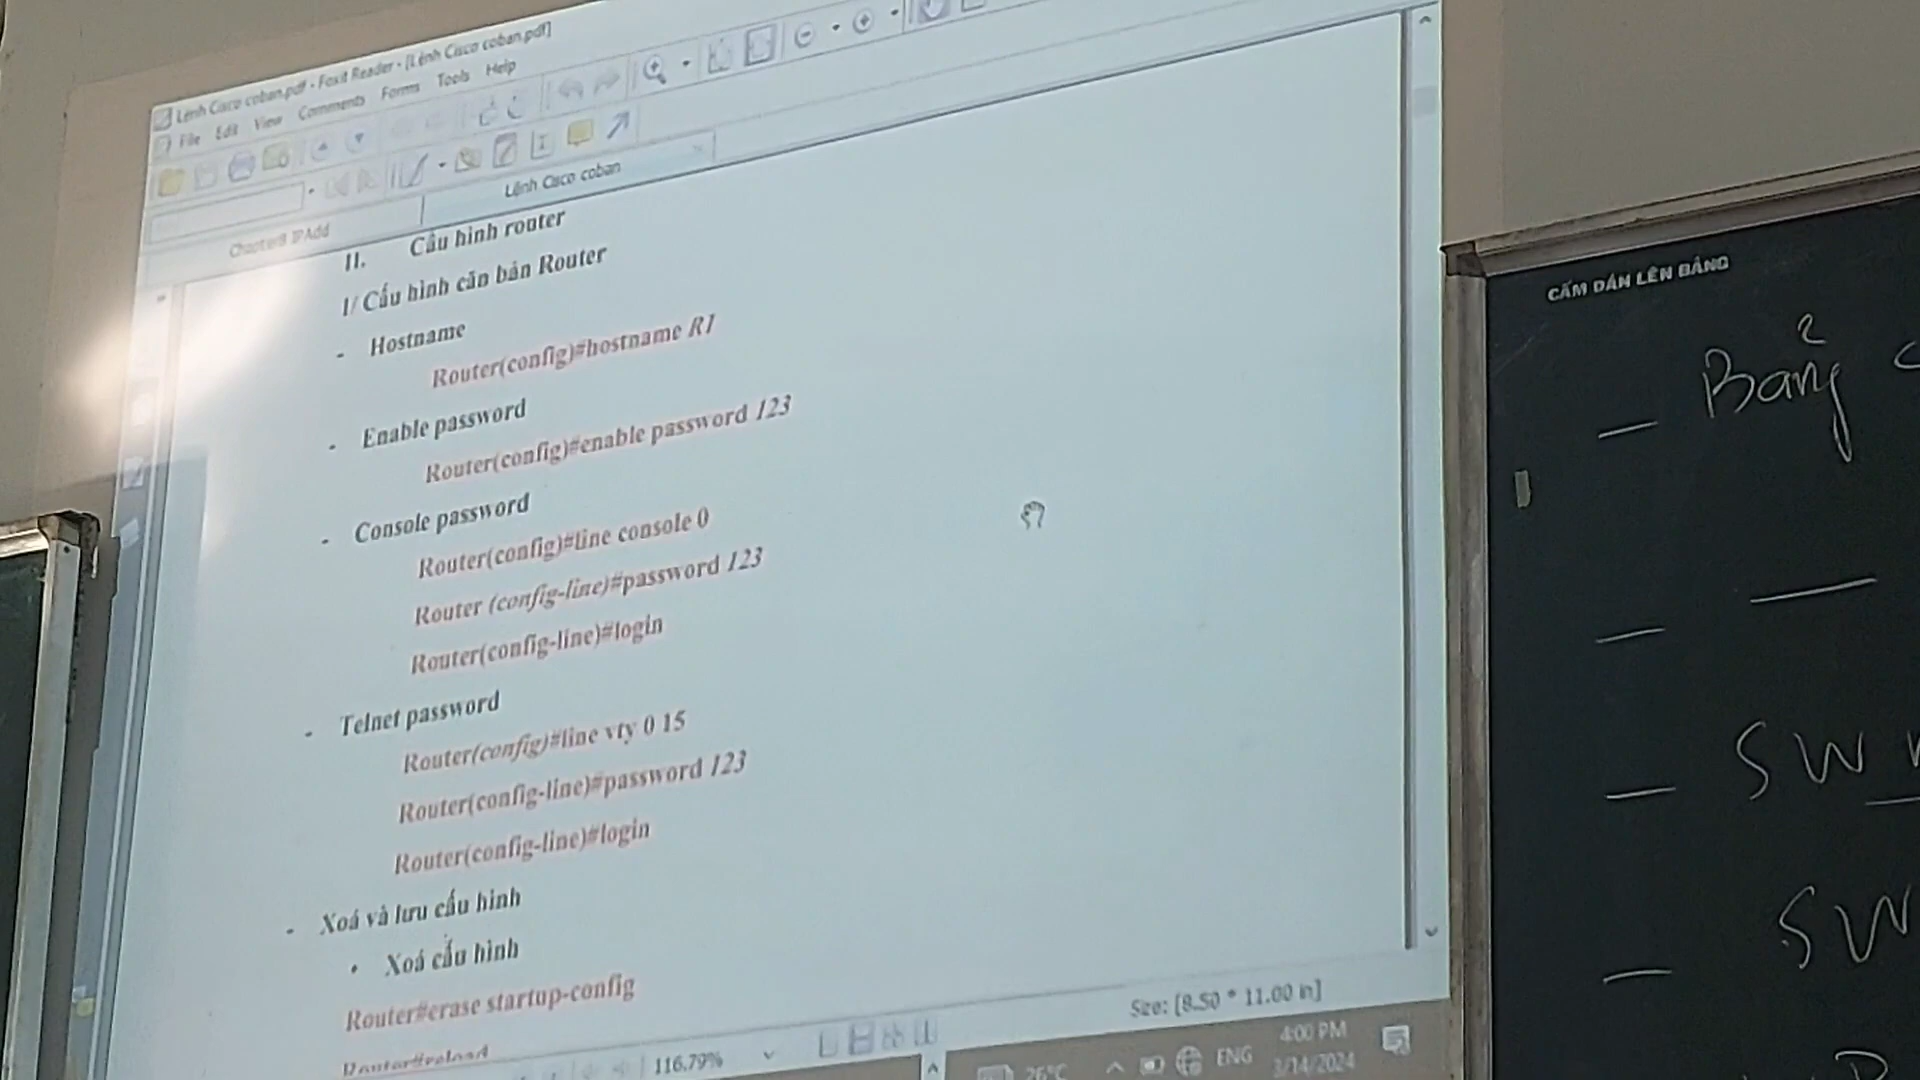 Lệnh Cisco coban.pdf - Foxit Reader - [Lệnh Cisco coban.pdf]
File Edit View Comments Forms Tools Help
Chapter8 IPAdd
Lệnh Cisco coban
II. Cấu hình router
1/ Cấu hình căn bản Router
- Hostname
Router(config)#hostname R1
- Enable password
Router(config)#enable password 123
- Console password
Router(config)#line console 0
Router (config-line)#password 123
Router(config-line)#login
- Telnet password
Router(config)#line vty 0 15
Router(config-line)#password 123
Router(config-line)#login
- Xoá và lưu cấu hình
• Xoá cấu hình
Router#erase startup-config
Router#reload
116.79%
Size: [8.50 * 11.00 in]
26°C
ENG
4:00 PM
3/14/2024
CẤM DÁN LÊN BẢNG
- Bảng
-
- SW
- SW